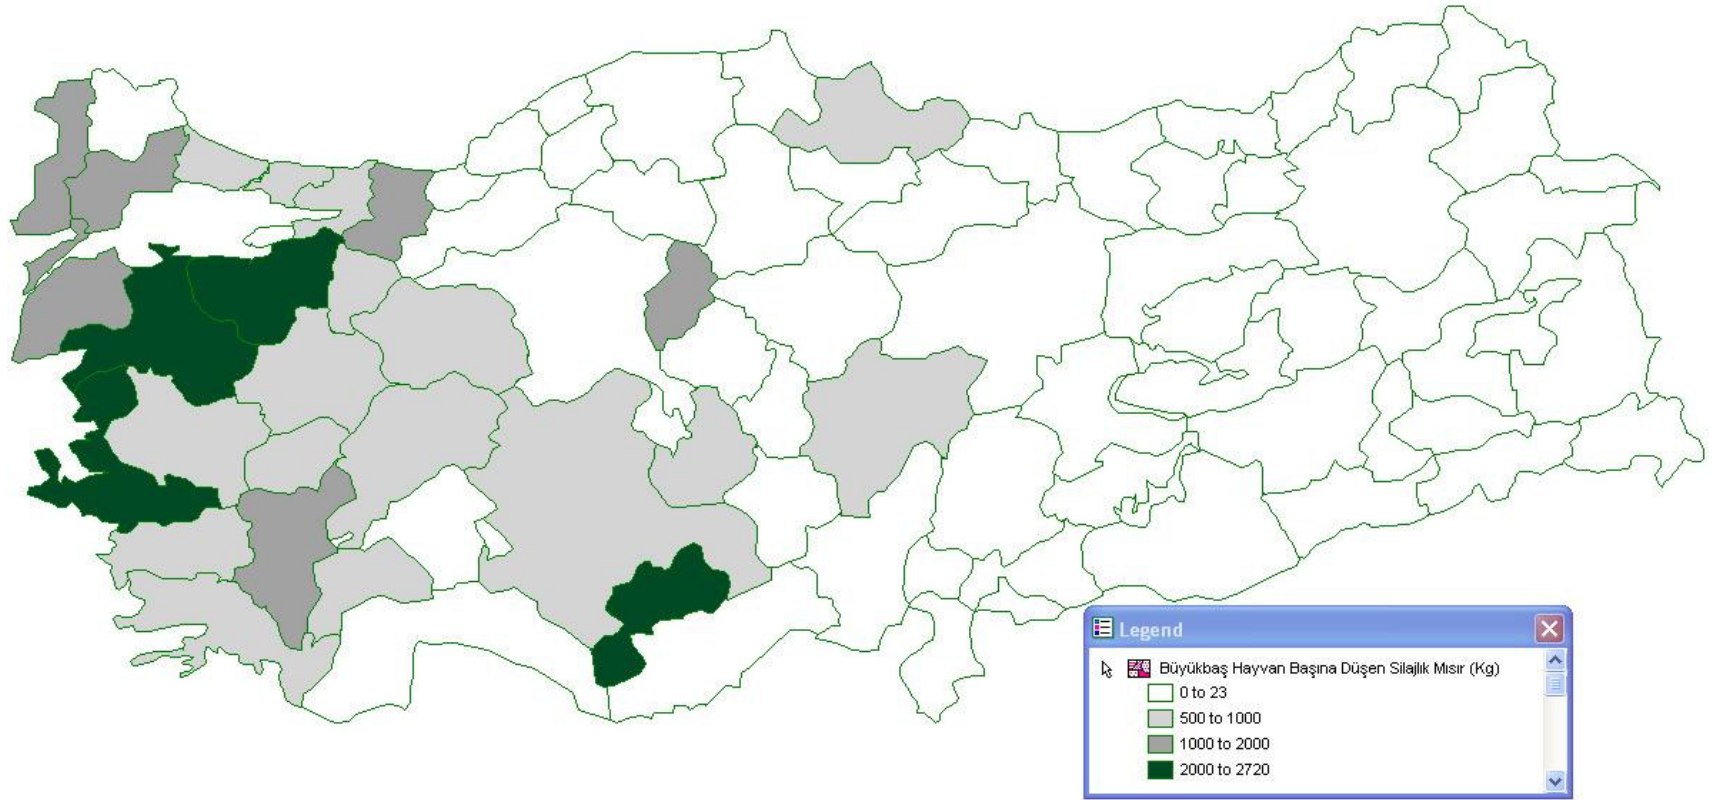 Legend
Büyükbaş Hayvan Başına Düşen Silajlık Mısır (Kg)
0 to 23
500 to 1000
1000 to 2000
2000 to 2720